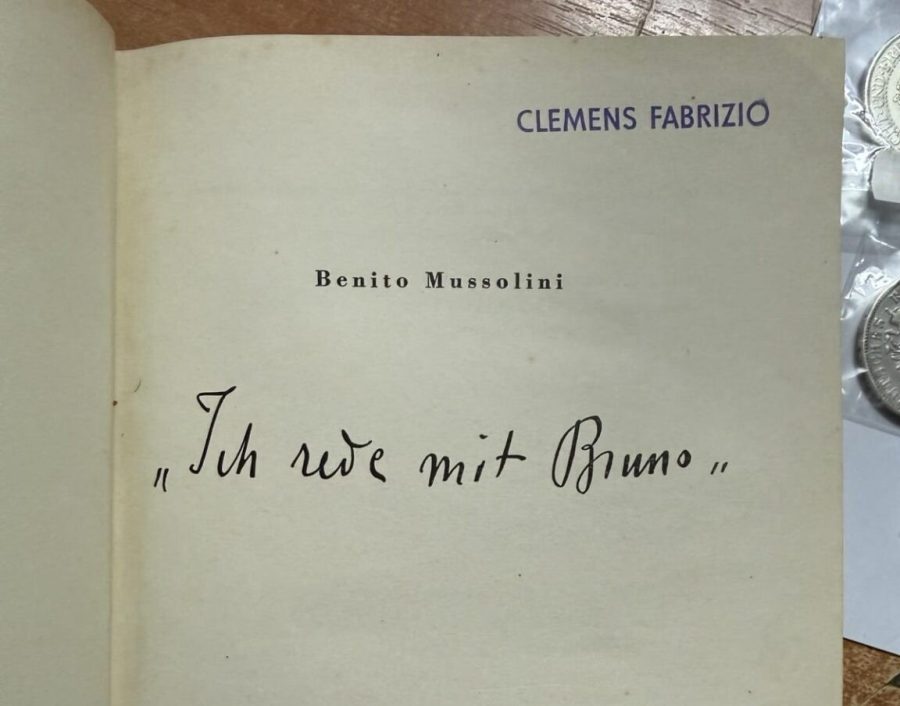 CLEMENS FABRIZIO
Benito Mussolini
„Ich rede mit Bruno„